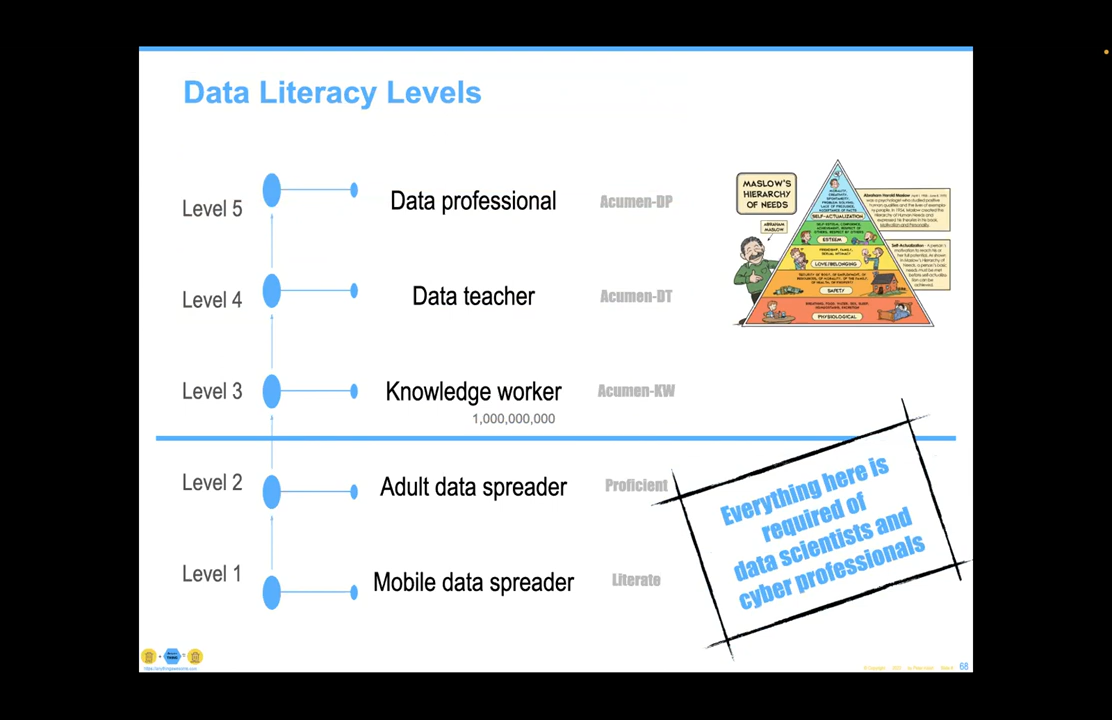 Data Literacy Levels
Level 5
Data professional
Acumen-DP
Level 4
Data teacher
Acumen-DT
Level 3
Knowledge worker
Acumen-KW
1,000,000,000
Level 2
Adult data spreader
Proficient
Level 1
Mobile data spreader
Literate
MASLOW'S
HIERARCHY
OF NEEDS
ABRAHAM
MASLOW
SELF-ACTUALIZATION
ESTEEM
LOVE/BELONGING
SAFETY
PHYSIOLOGICAL
Everything here is
required of
data scientists and
cyber professionals
68